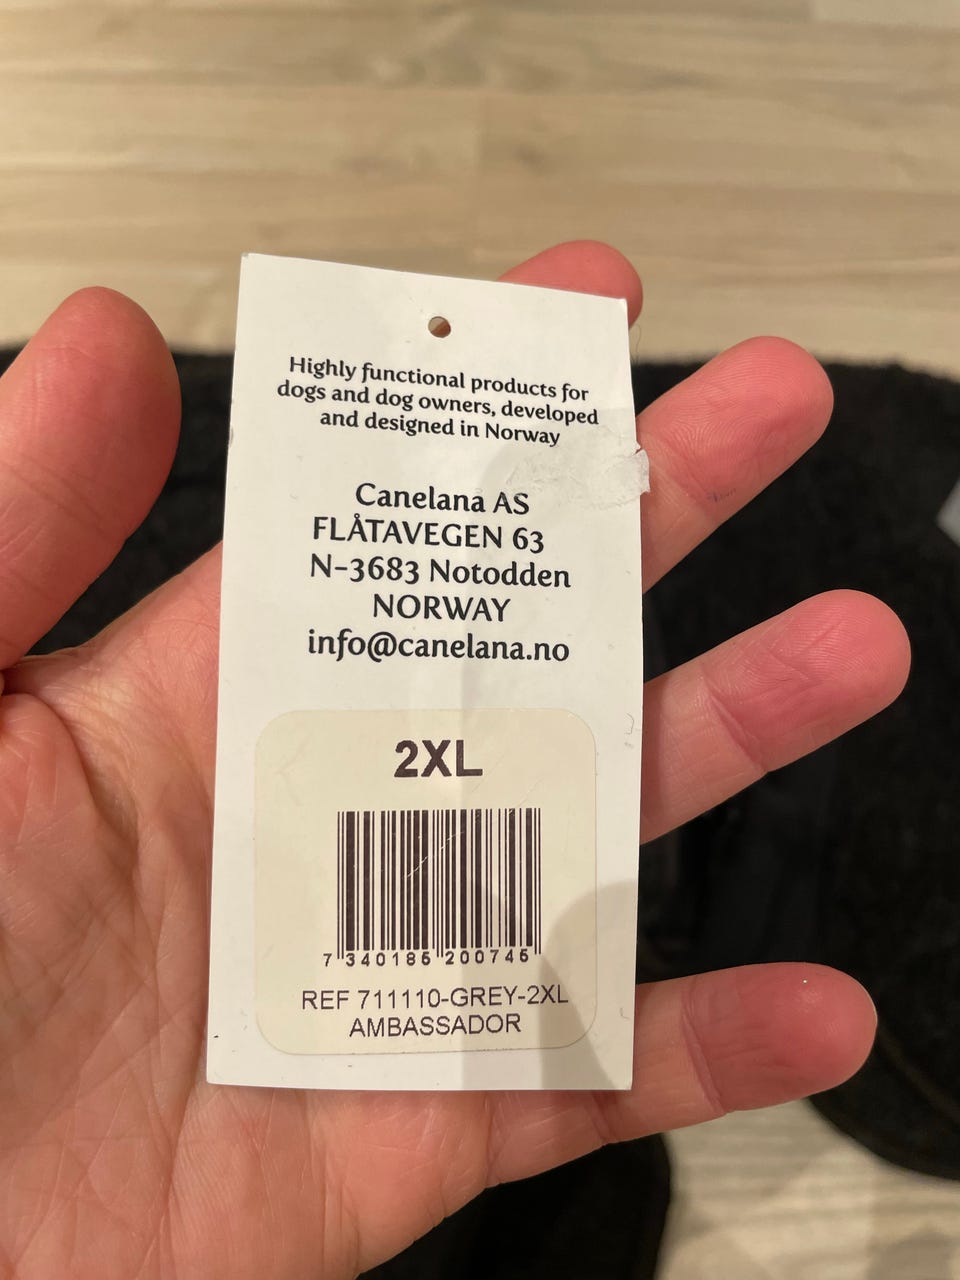 Highly functional products for
dogs and dog owners, developed
and designed in Norway
Canelana AS
FLÅTAVEGEN 63
N-3683 Notodden
NORWAY
info@canelana.no
2XL
7 340185 200745
REF 711110-GREY-2XL
AMBASSADOR